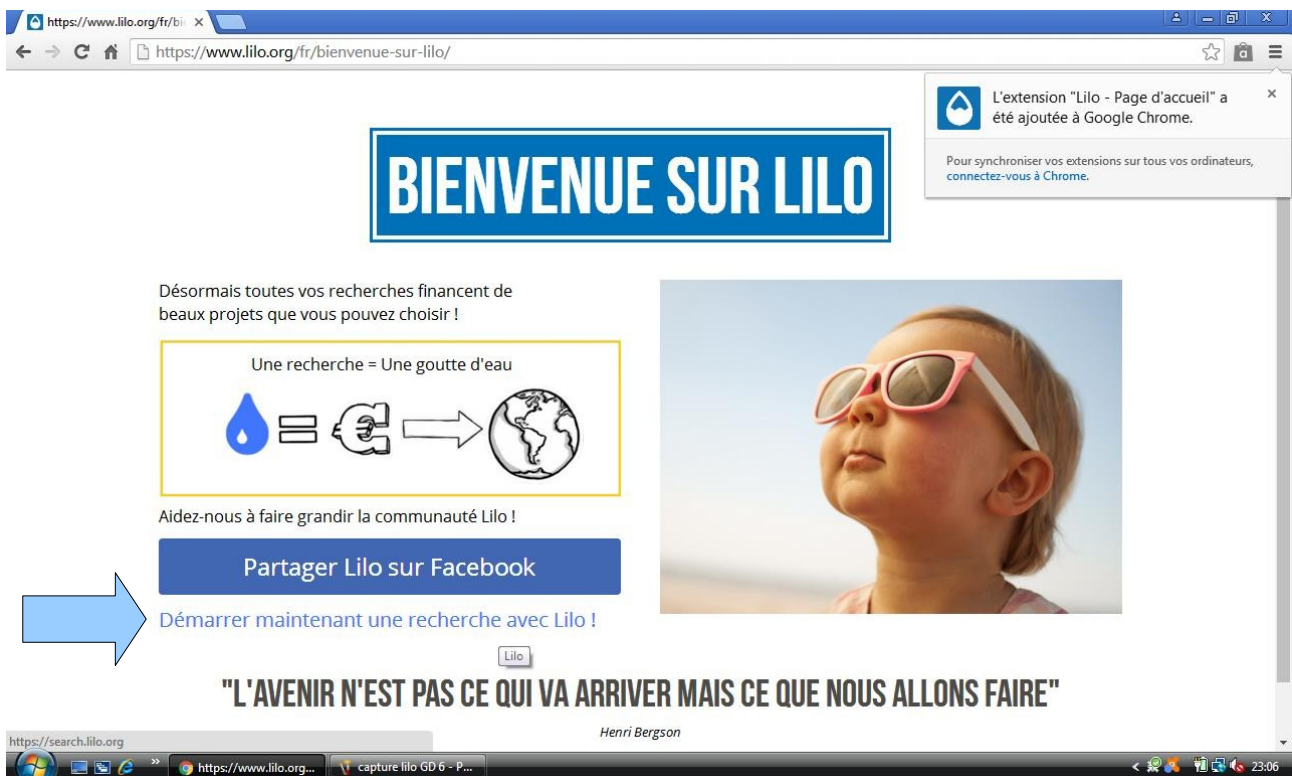 https://www.lilo.org/fr/bi
https://www.lilo.org/fr/bienvenue-sur-lilo/
L'extension "Lilo - Page d'accueil" a
été ajoutée à Google Chrome.
Pour synchroniser vos extensions sur tous vos ordinateurs,
connectez-vous à Chrome.
BIENVENUE SUR LILO
Désormais toutes vos recherches financent de
beaux projets que vous pouvez choisir !
Une recherche = Une goutte d'eau
Aidez-nous à faire grandir la communauté Lilo !
Partager Lilo sur Facebook
Démarrer maintenant une recherche avec Lilo !
Lilo
"L'AVENIR N'EST PAS CE QUI VA ARRIVER MAIS CE QUE NOUS ALLONS FAIRE"
Henri Bergson
https://search.lilo.org
https://www.lilo.org...
capture lilo GD 6 - P...
23:06